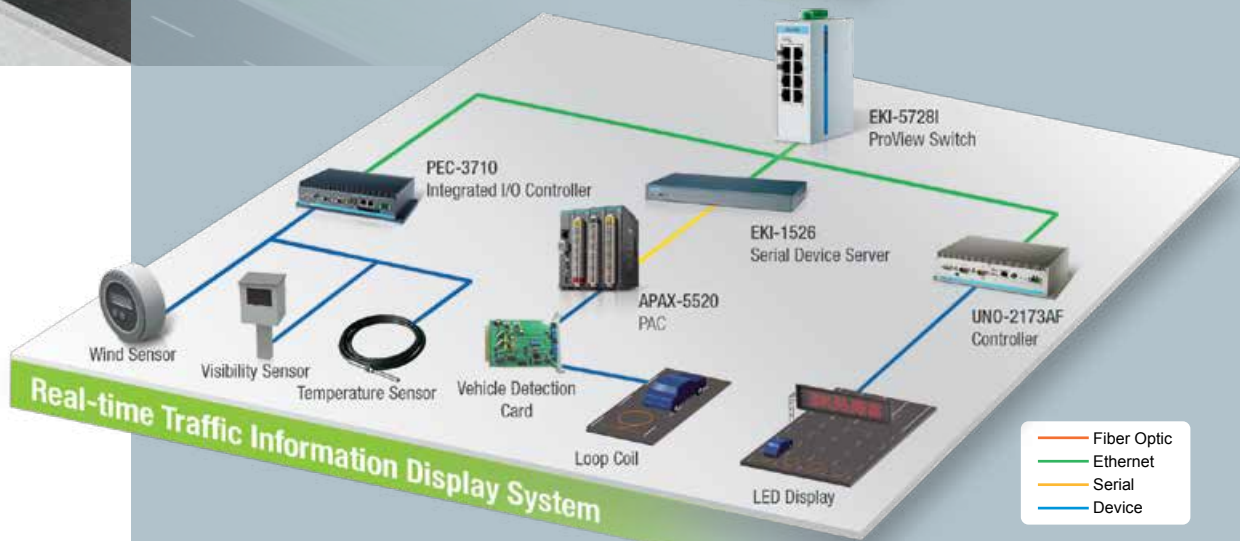 EKI-5728I
ProView Switch
PEC-3710
Integrated I/O Controller
EKI-1526
Serial Device Server
APAX-5520
PAC
UNO-2173AF
Controller
Wind Sensor
Visibility Sensor
Temperature Sensor
Vehicle Detection
Card
Loop Coil
LED Display
Real-time Traffic Information Display System
Fiber Optic
Ethernet
Serial
Device